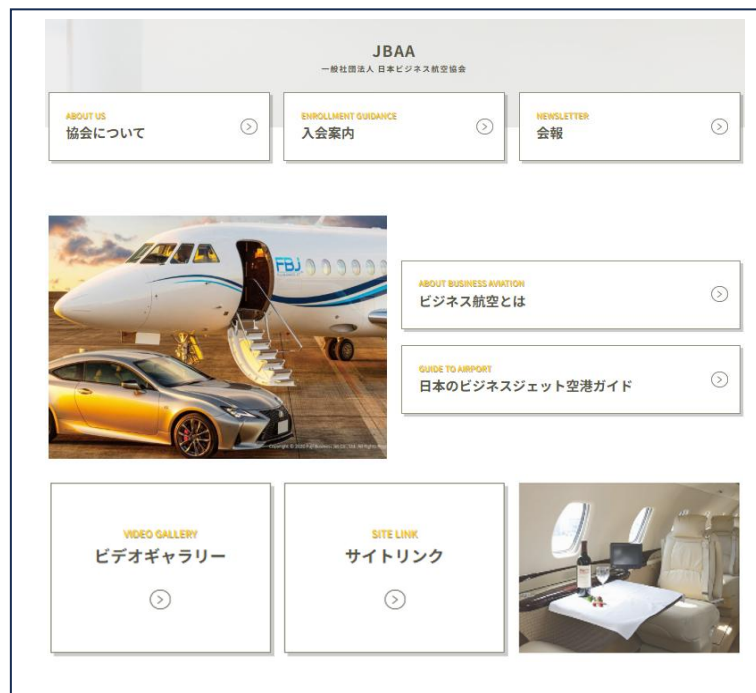 JBAA
一般社団法人 日本ビジネス航空協会
ABOUT US
協会について
ENROLLMENT GUIDANCE
入会案内
NEWSLETTER
会報
FBJ
ABOUT BUSINESS AVIATION
ビジネス航空とは
GUIDE TO AIRPORT
日本のビジネスジェット空港ガイド
VIDEO GALLERY
ビデオギャラリー
SITE LINK
サイトリンク